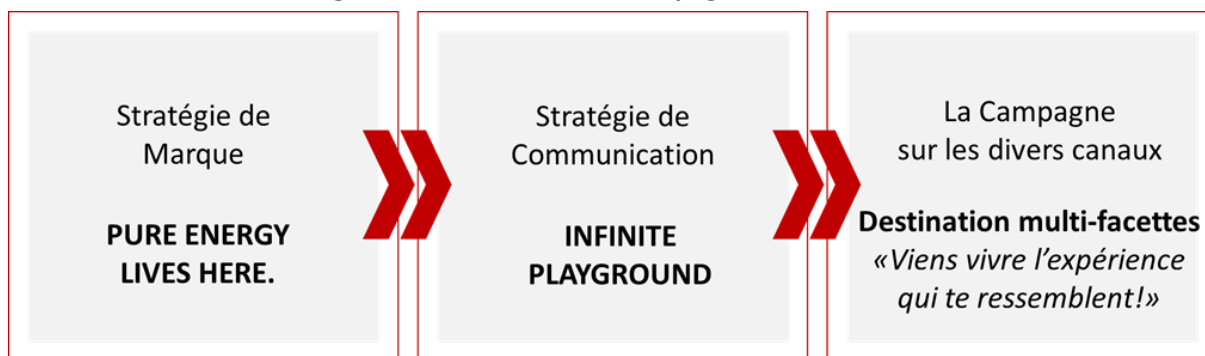 Stratégie de
Marque
PURE ENERGY
LIVES HERE.
Stratégie de
Communication
INFINITE
PLAYGROUND
La Campagne
sur les divers canaux
Destination multi-facettes
«Viens vivre l’expérience
qui te ressemblent!»